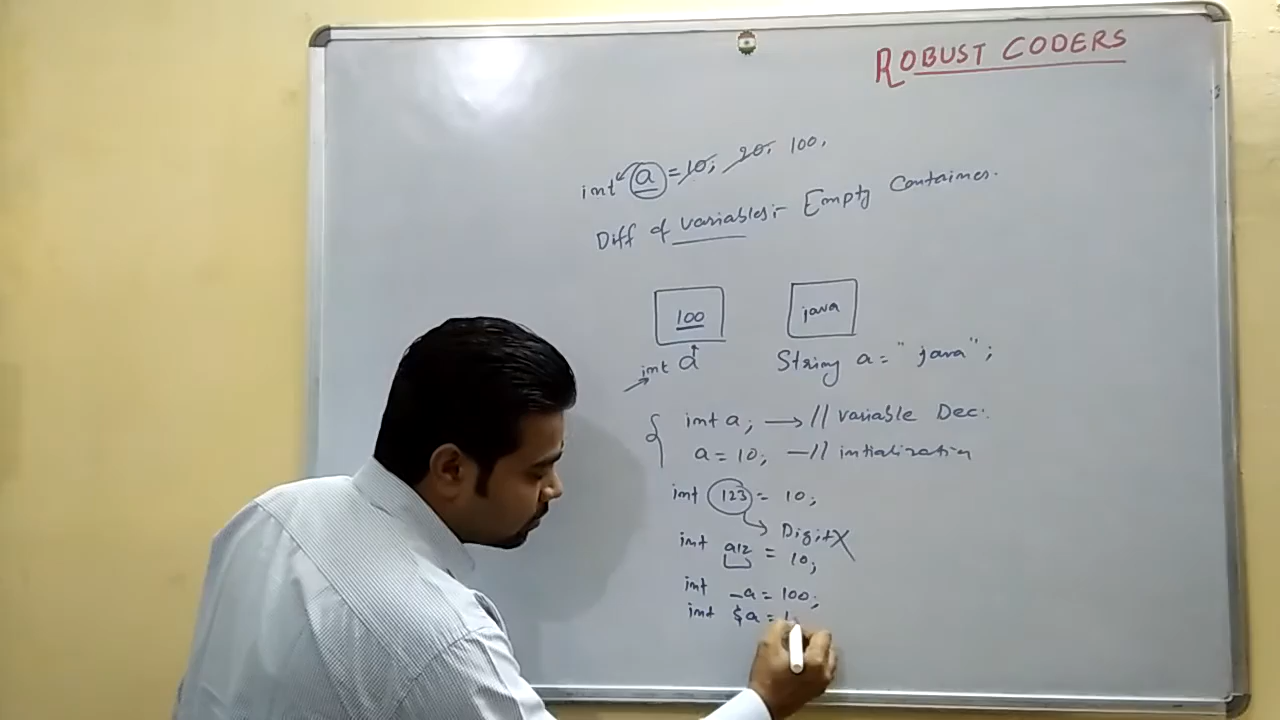 ROBUST CODERS
int a = 10; 20; 100;
Diff of variables:- Empty Container.
100
java
int a
String a = "java";
int a; → // variable Dec.
a = 10; — // intialization
int 123 = 10;
Digit X
int a12 = 10;
int _a = 100;
int $a = 1